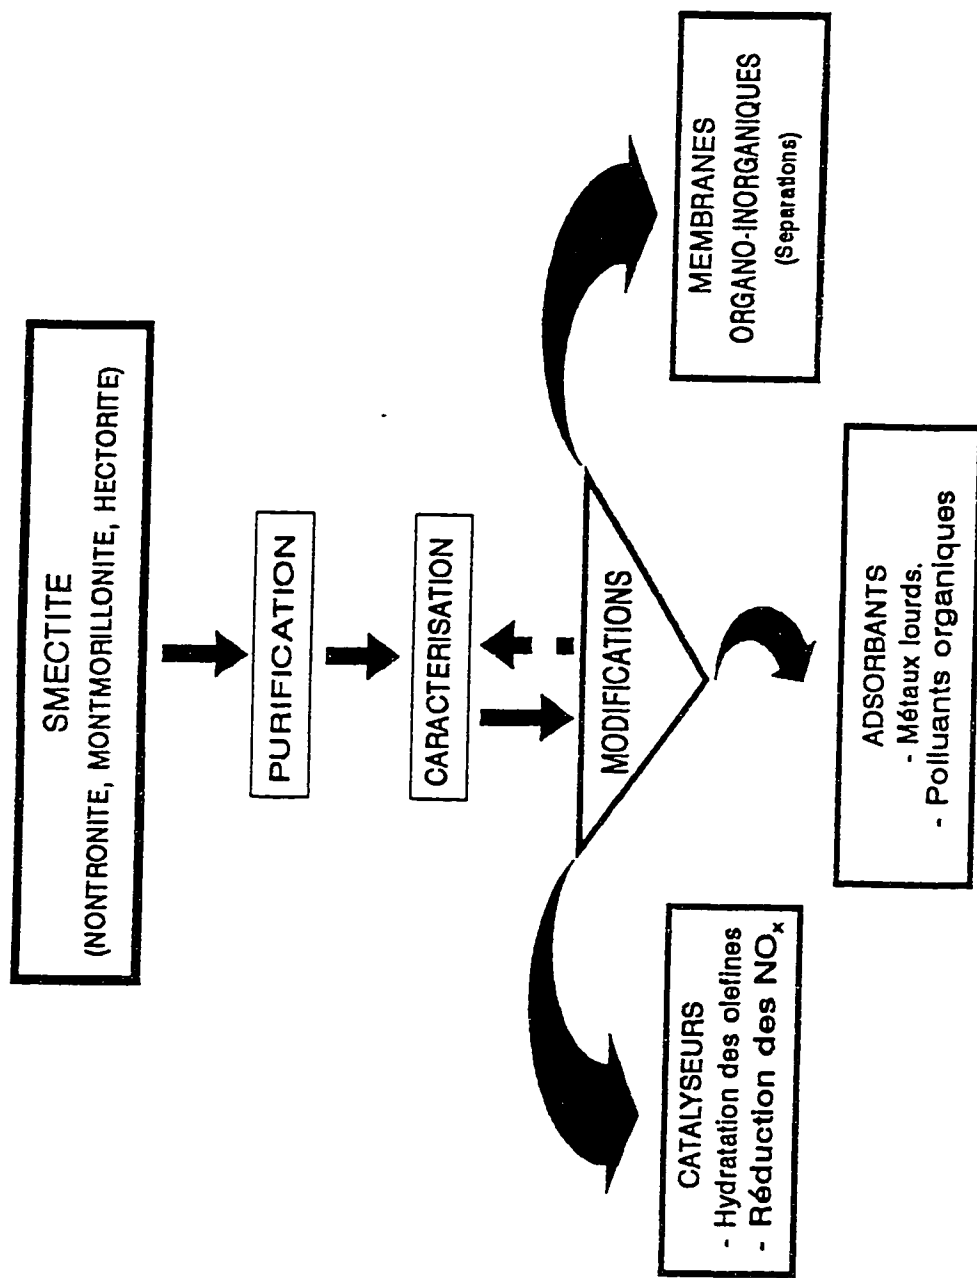 SMECTITE
(NONTRONITE, MONTMORILLONITE, HECTORITE)
PURIFICATION
CARACTERISATION
MODIFICATIONS
CATALYSEURS
- Hydratation des olefines
- Réduction des NOx
ADSORBANTS
- Métaux lourds.
- Polluants organiques
MEMBRANES
ORGANO-INORGANIQUES
(Separations)